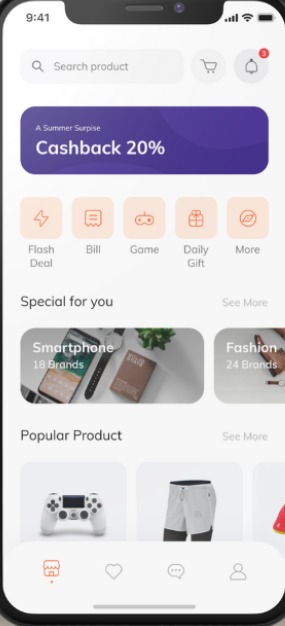 9:41
Search product
3
A Summer Surpise
Cashback 20%
Flash
Deal
Bill
Game
Daily
Gift
More
Special for you
See More
Smartphone
18 Brands
Fashion
24 Brands
Popular Product
See More